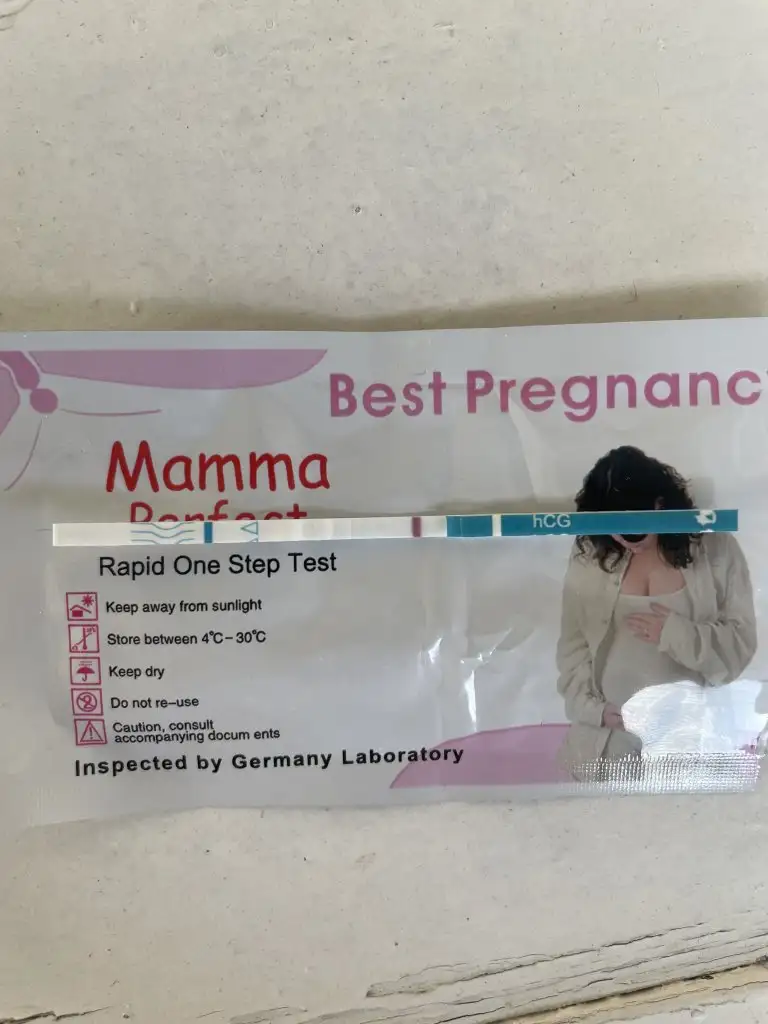 Best Pregnanc
Mamma
Perfect
hCG
Rapid One Step Test
Keep away from sunlight
Store between 4°C-30°C
Keep dry
Do not re-use
Caution, consult
accompanying docum ents
Inspected by Germany Laboratory